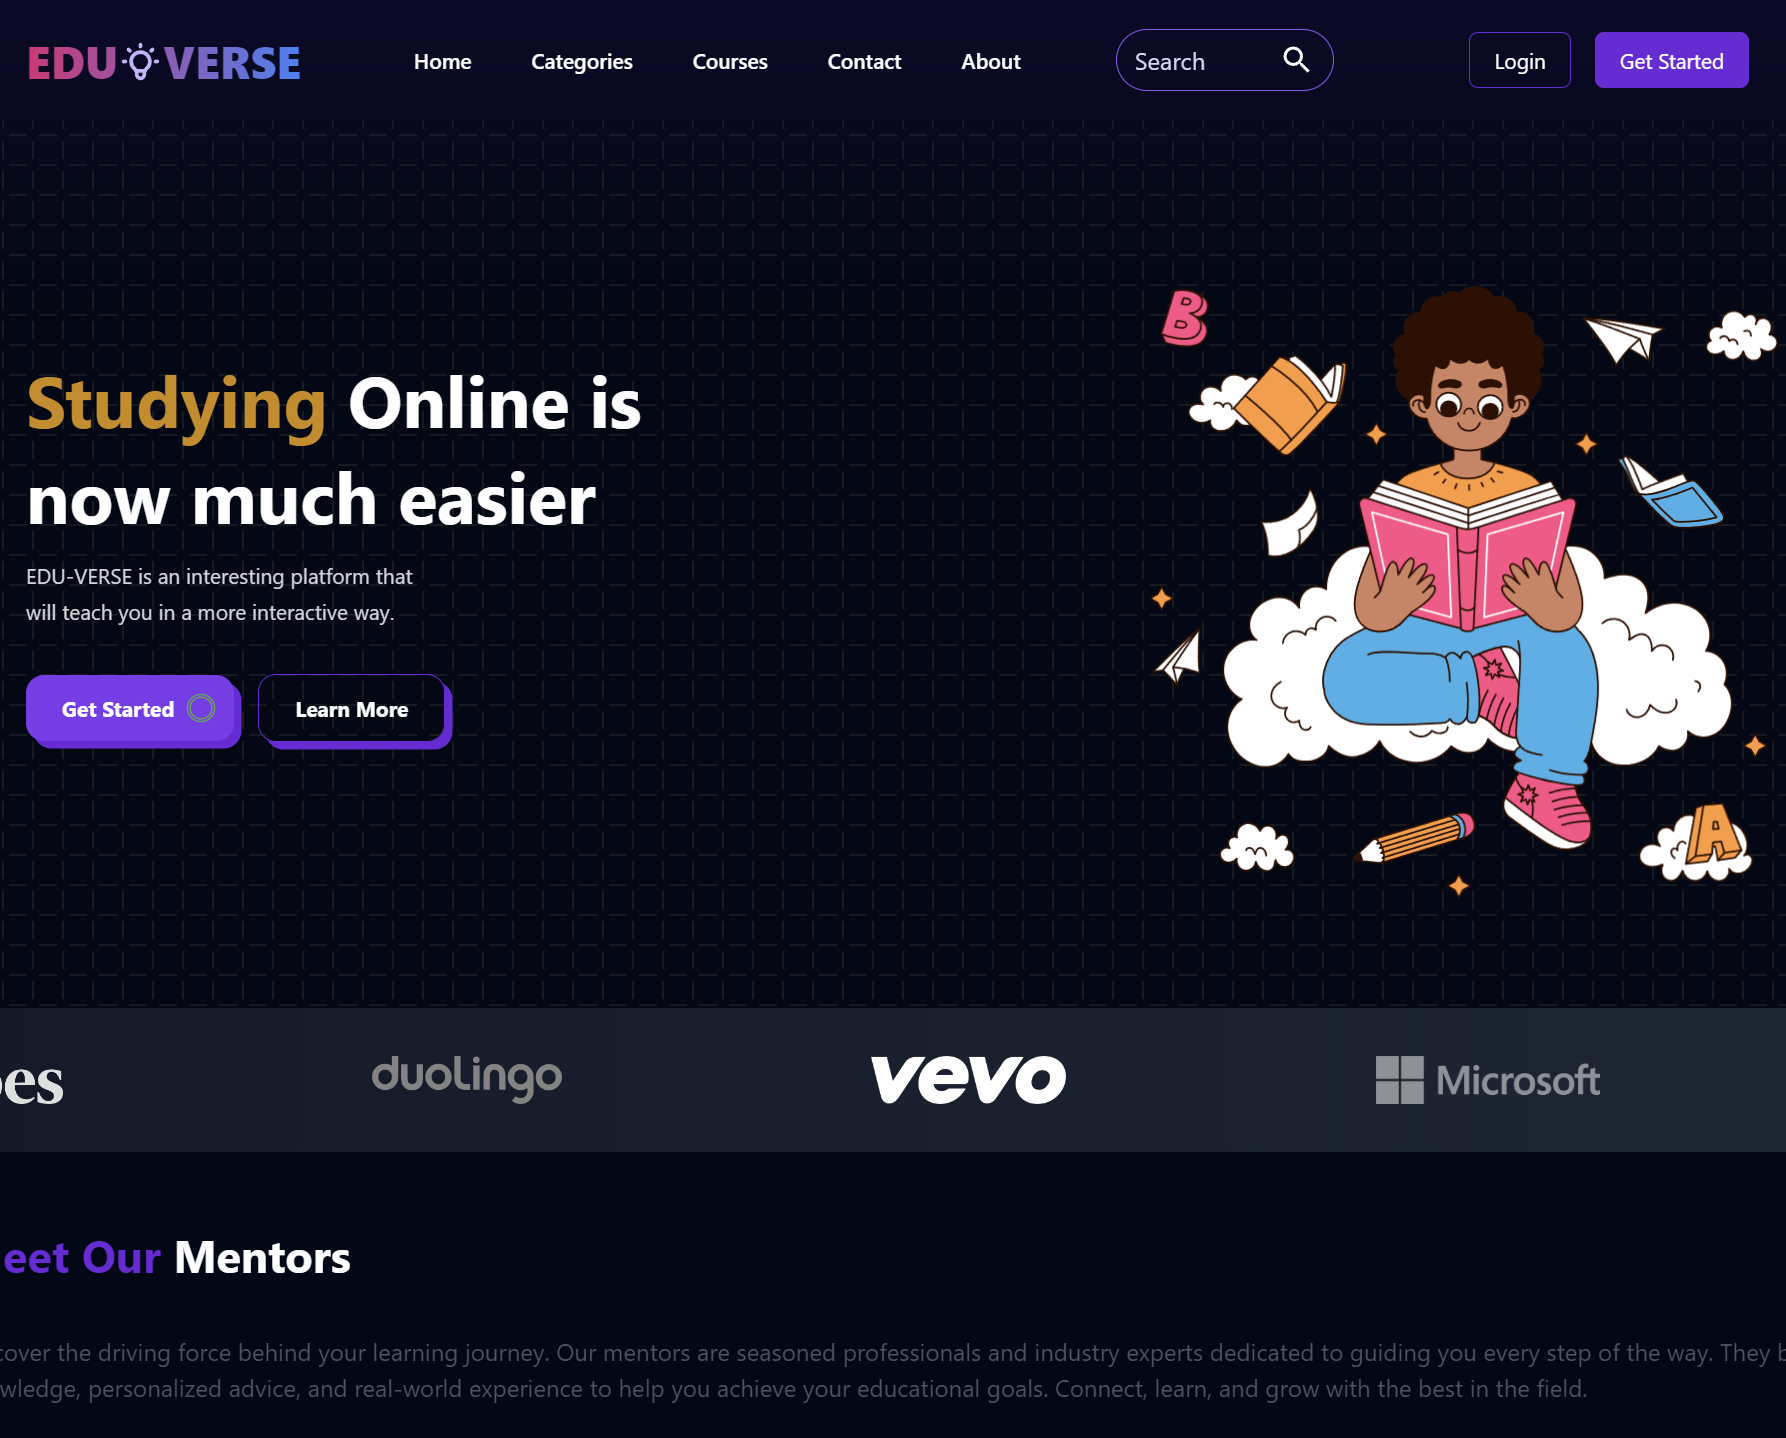 EDU VERSE
Home Categories Courses Contact About Search Login Get Started
B
Studying Online is
now much easier
EDU-VERSE is an interesting platform that
will teach you in a more interactive way.
Get Started Learn More
A
duolingo vevo Microsoft
eet Our Mentors
cover the driving force behind your learning journey. Our mentors are seasoned professionals and industry experts dedicated to guiding you every step of the way. They
wledge, personalized advice, and real-world experience to help you achieve your educational goals. Connect, learn, and grow with the best in the field.